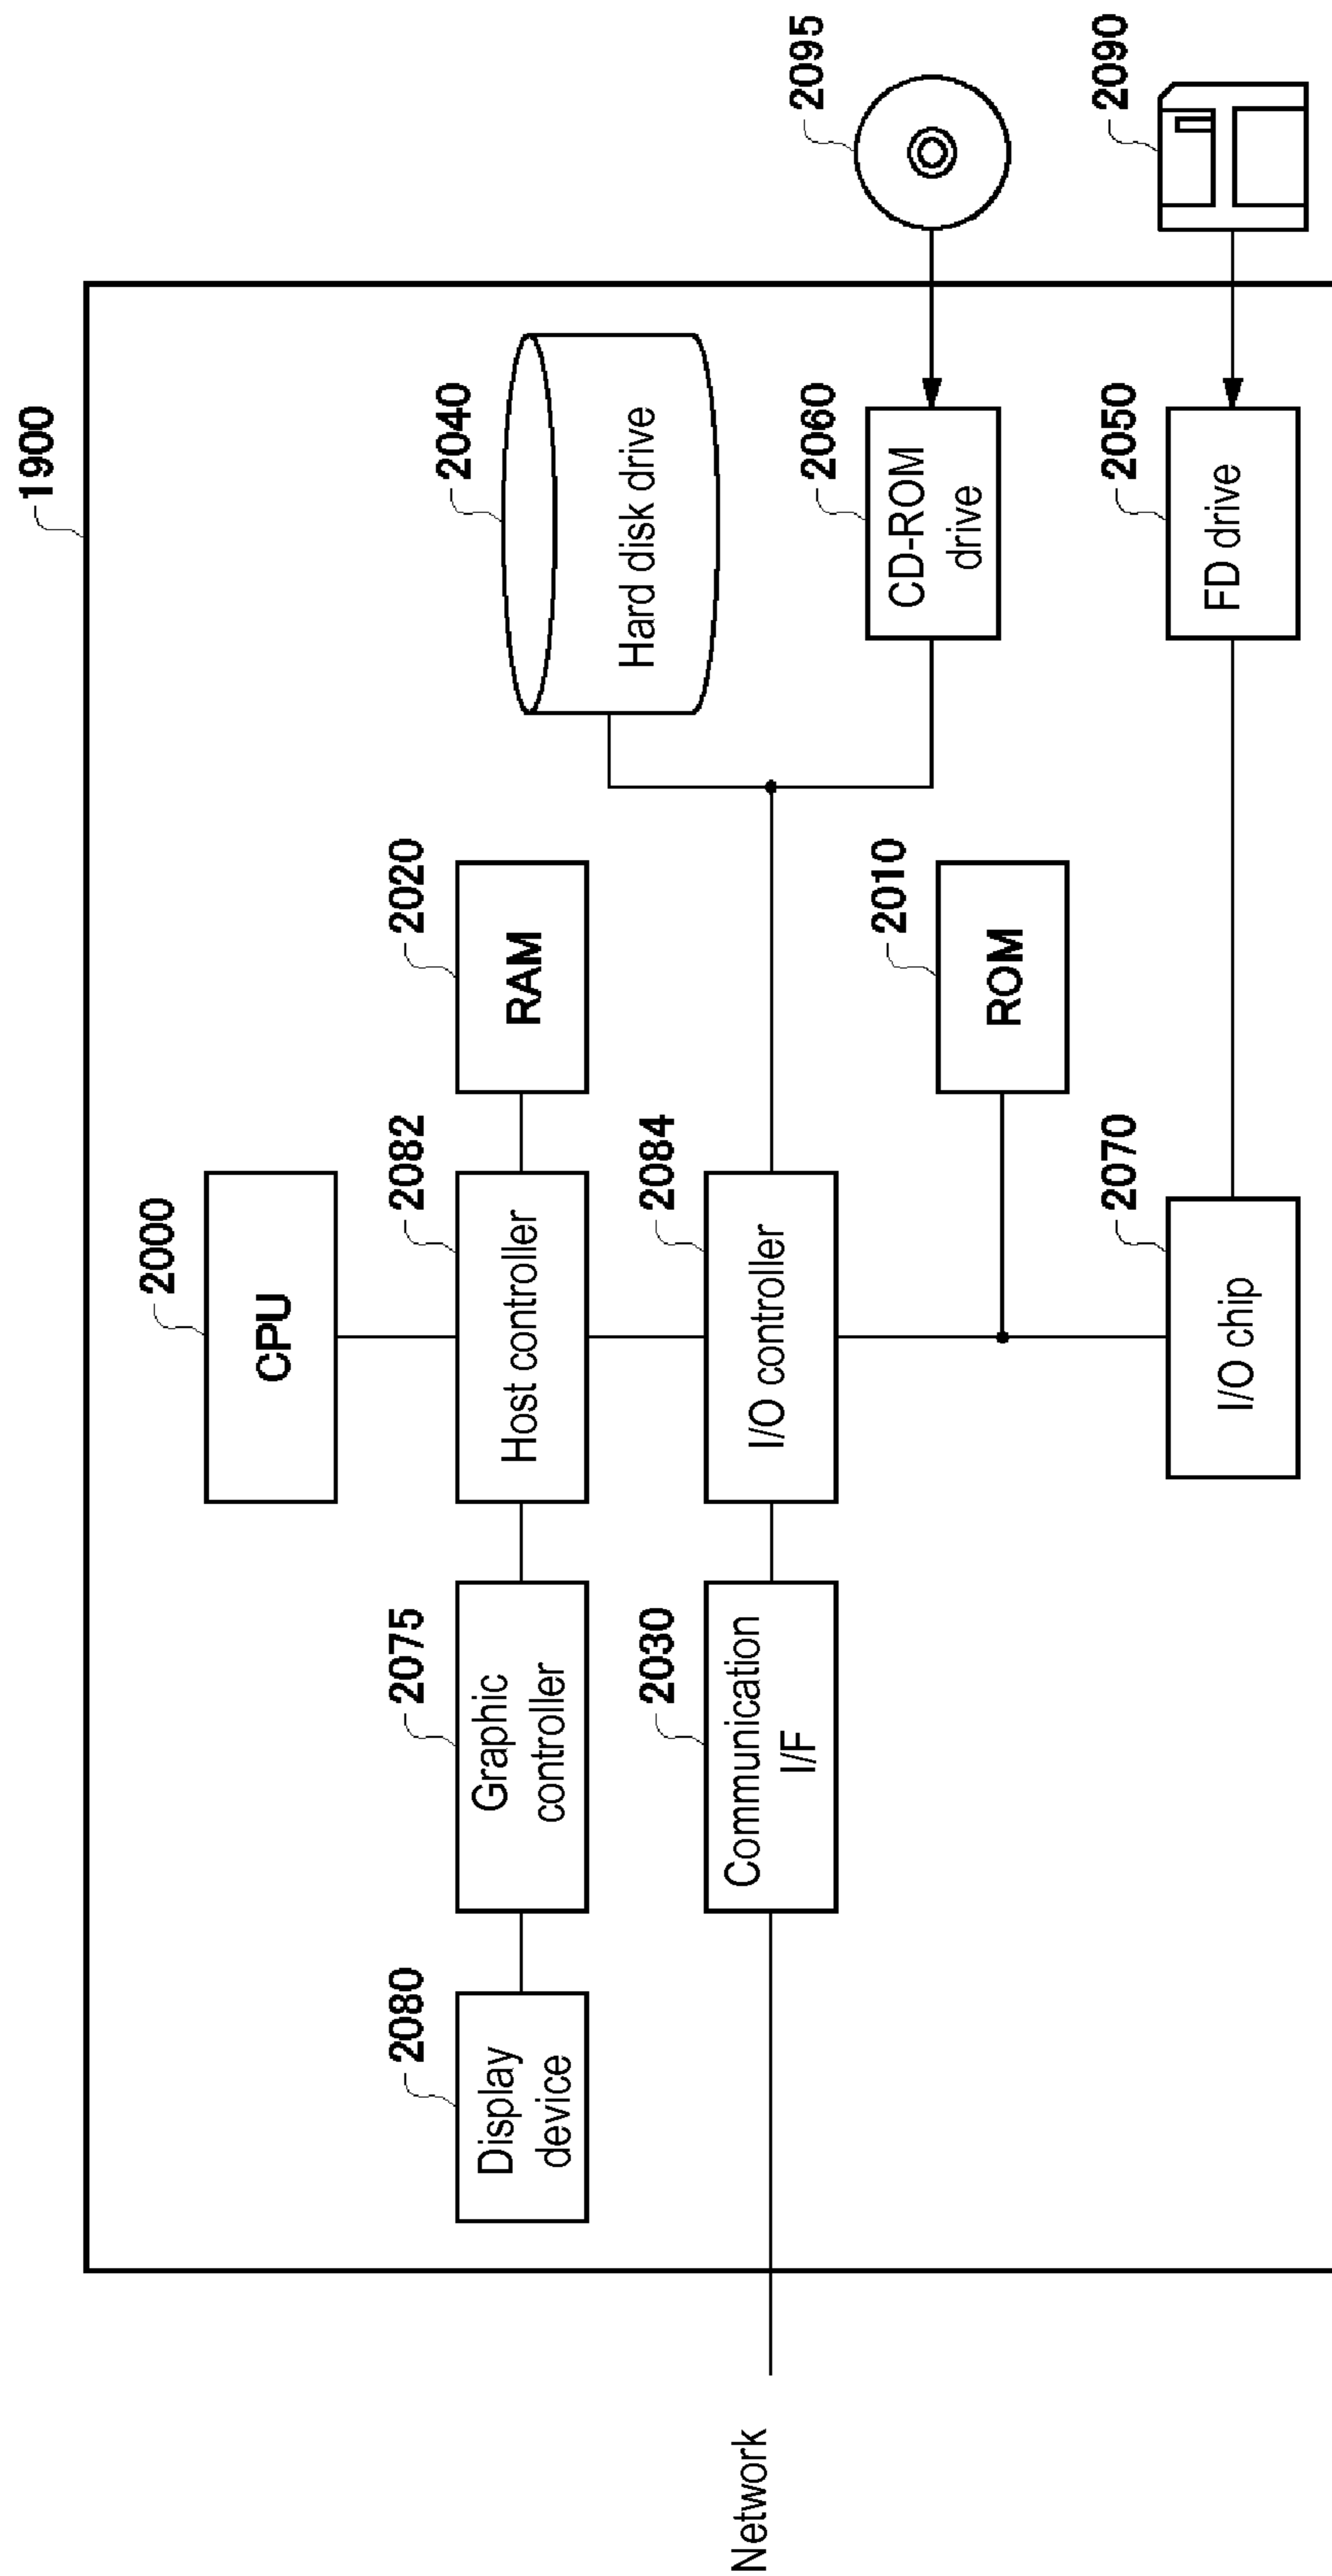 1900
2000
CPU
2080
Display
device
2075
Graphic
controller
2082
Host controller
2020
RAM
2040
Hard disk drive
Network
2030
Communication
I/F
2084
I/O controller
2060
CD-ROM
drive
2095
2010
ROM
2070
I/O chip
2050
FD drive
2090